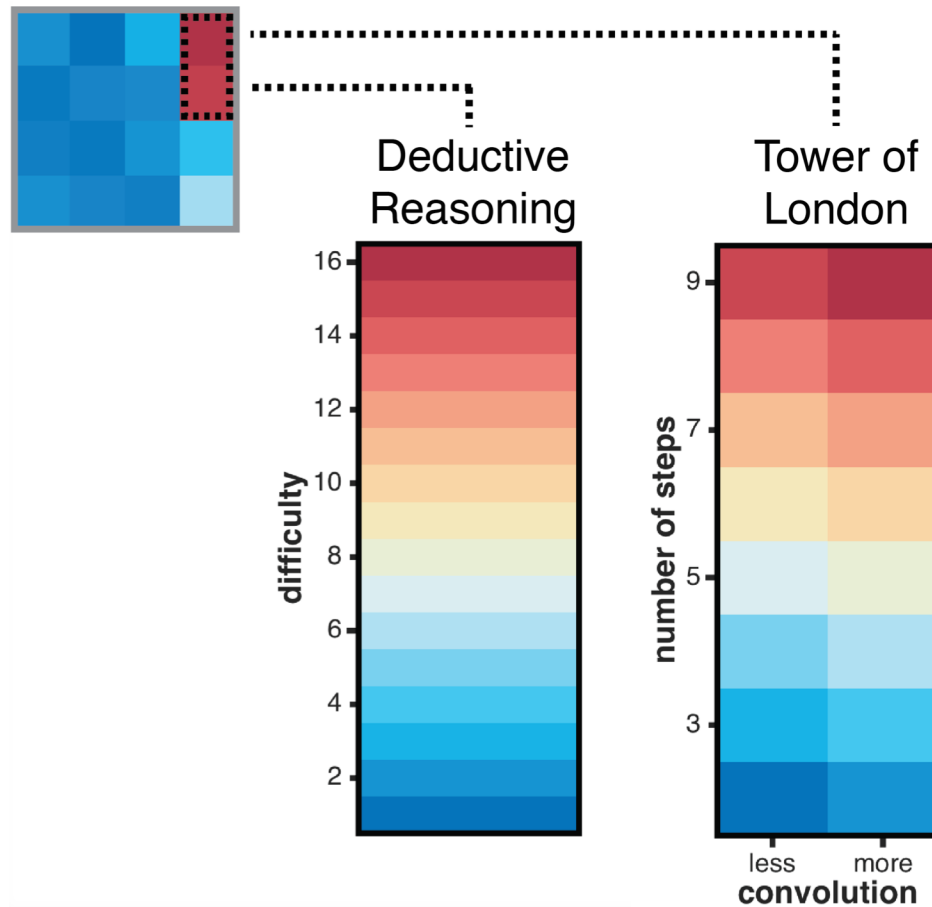 Deductive
Reasoning
Tower of
London
difficulty
16
14
12
10
8
6
4
2
number of steps
9
7
5
3
less more
convolution